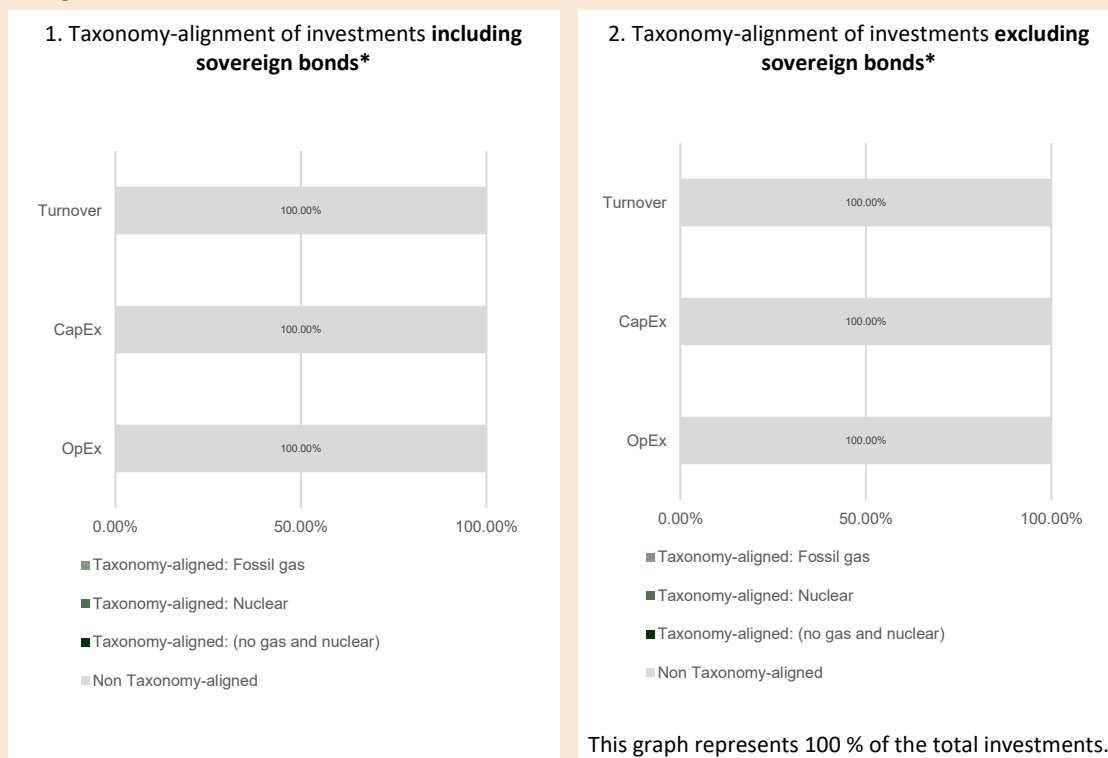 1. Taxonomy-alignment of investments including
sovereign bonds*
Turnover
100.00%
CapEx
100.00%
OpEx
100.00%
0.00%
50.00%
100.00%
Taxonomy-aligned: Fossil gas
Taxonomy-aligned: Nuclear
Taxonomy-aligned: (no gas and nuclear)
Non Taxonomy-aligned
2. Taxonomy-alignment of investments excluding
sovereign bonds*
Turnover
100.00%
CapEx
100.00%
OpEx
100.00%
0.00%
50.00%
100.00%
Taxonomy-aligned: Fossil gas
Taxonomy-aligned: Nuclear
Taxonomy-aligned: (no gas and nuclear)
Non Taxonomy-aligned
This graph represents 100 % of the total investments.